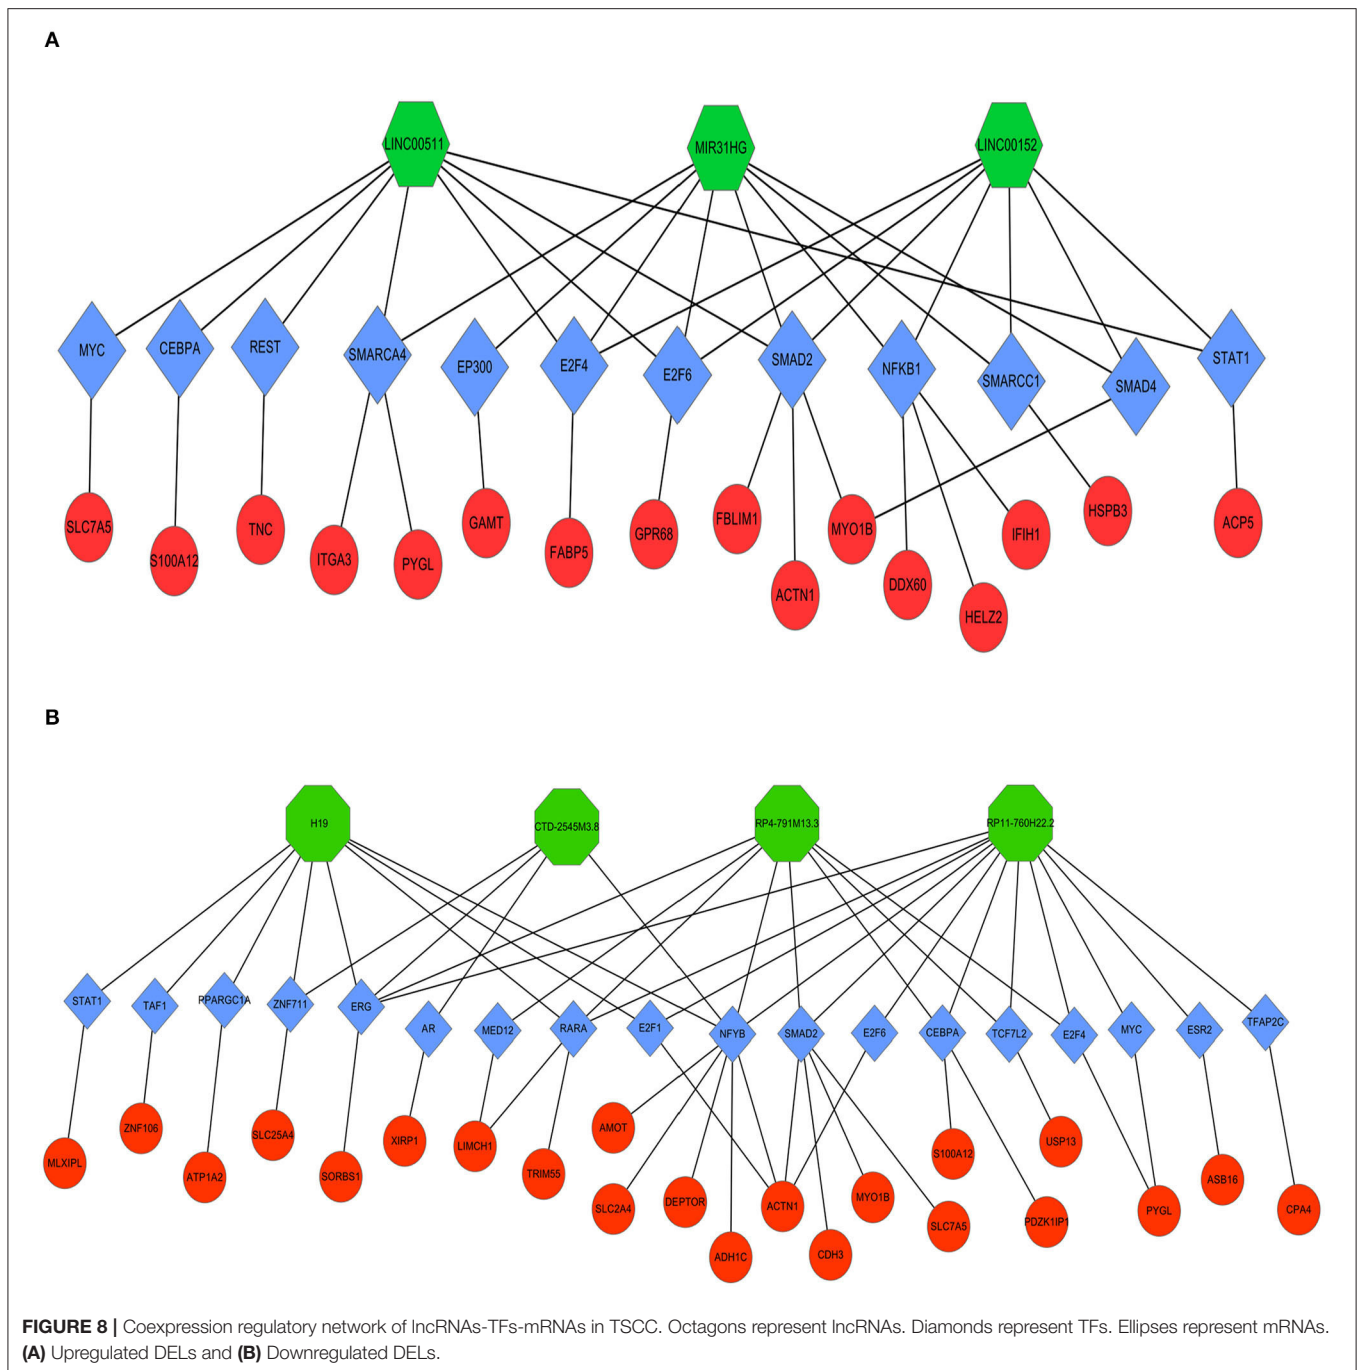 A
LINC00511
MIR31HG
LINC00152
MYC
CEBPA
REST
SMARCA4
EP300
E2F4
E2F6
SMAD2
NFKB1
SMARCC1
SMAD4
STAT1
SLC7A5
S100A12
TNC
ITGA3
PYGL
GAMT
FABP5
GPR68
FBLIM1
ACTN1
MYO1B
DDX60
HELZ2
IFIH1
HSPB3
ACP5
B
H19
CTD-2545M3.8
RP4-791M13.3
RP11-760H22.2
STAT1
TAF1
PPARGC1A
ZNF711
ERG
AR
MED12
RARA
E2F1
NFYB
SMAD2
E2F6
CEBPA
TCF7L2
E2F4
MYC
ESR2
TFAP2C
MLXIPL
ZNF106
ATP1A2
SLC25A4
SORBS1
XIRP1
LIMCH1
TRIM55
AMOT
SLC2A4
DEPTOR
ADH1C
ACTN1
CDH3
MYO1B
SLC7A5
S100A12
PDZK1IP1
USP13
PYGL
ASB16
CPA4
FIGURE 8 | Coexpression regulatory network of lncRNAs-TFs-mRNAs in TSCC. Octagons represent lncRNAs. Diamonds represent TFs. Ellipses represent mRNAs.
(A) Upregulated DELs and (B) Downregulated DELs.